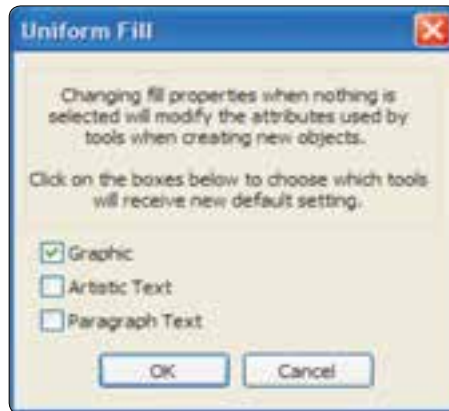 Uniform Fill
Changing fill properties when nothing is
selected will modify the attributes used by
tools when creating new objects.
Click on the boxes below to choose which tools
will receive new default setting.
Graphic
Artistic Text
Paragraph Text
OK
Cancel